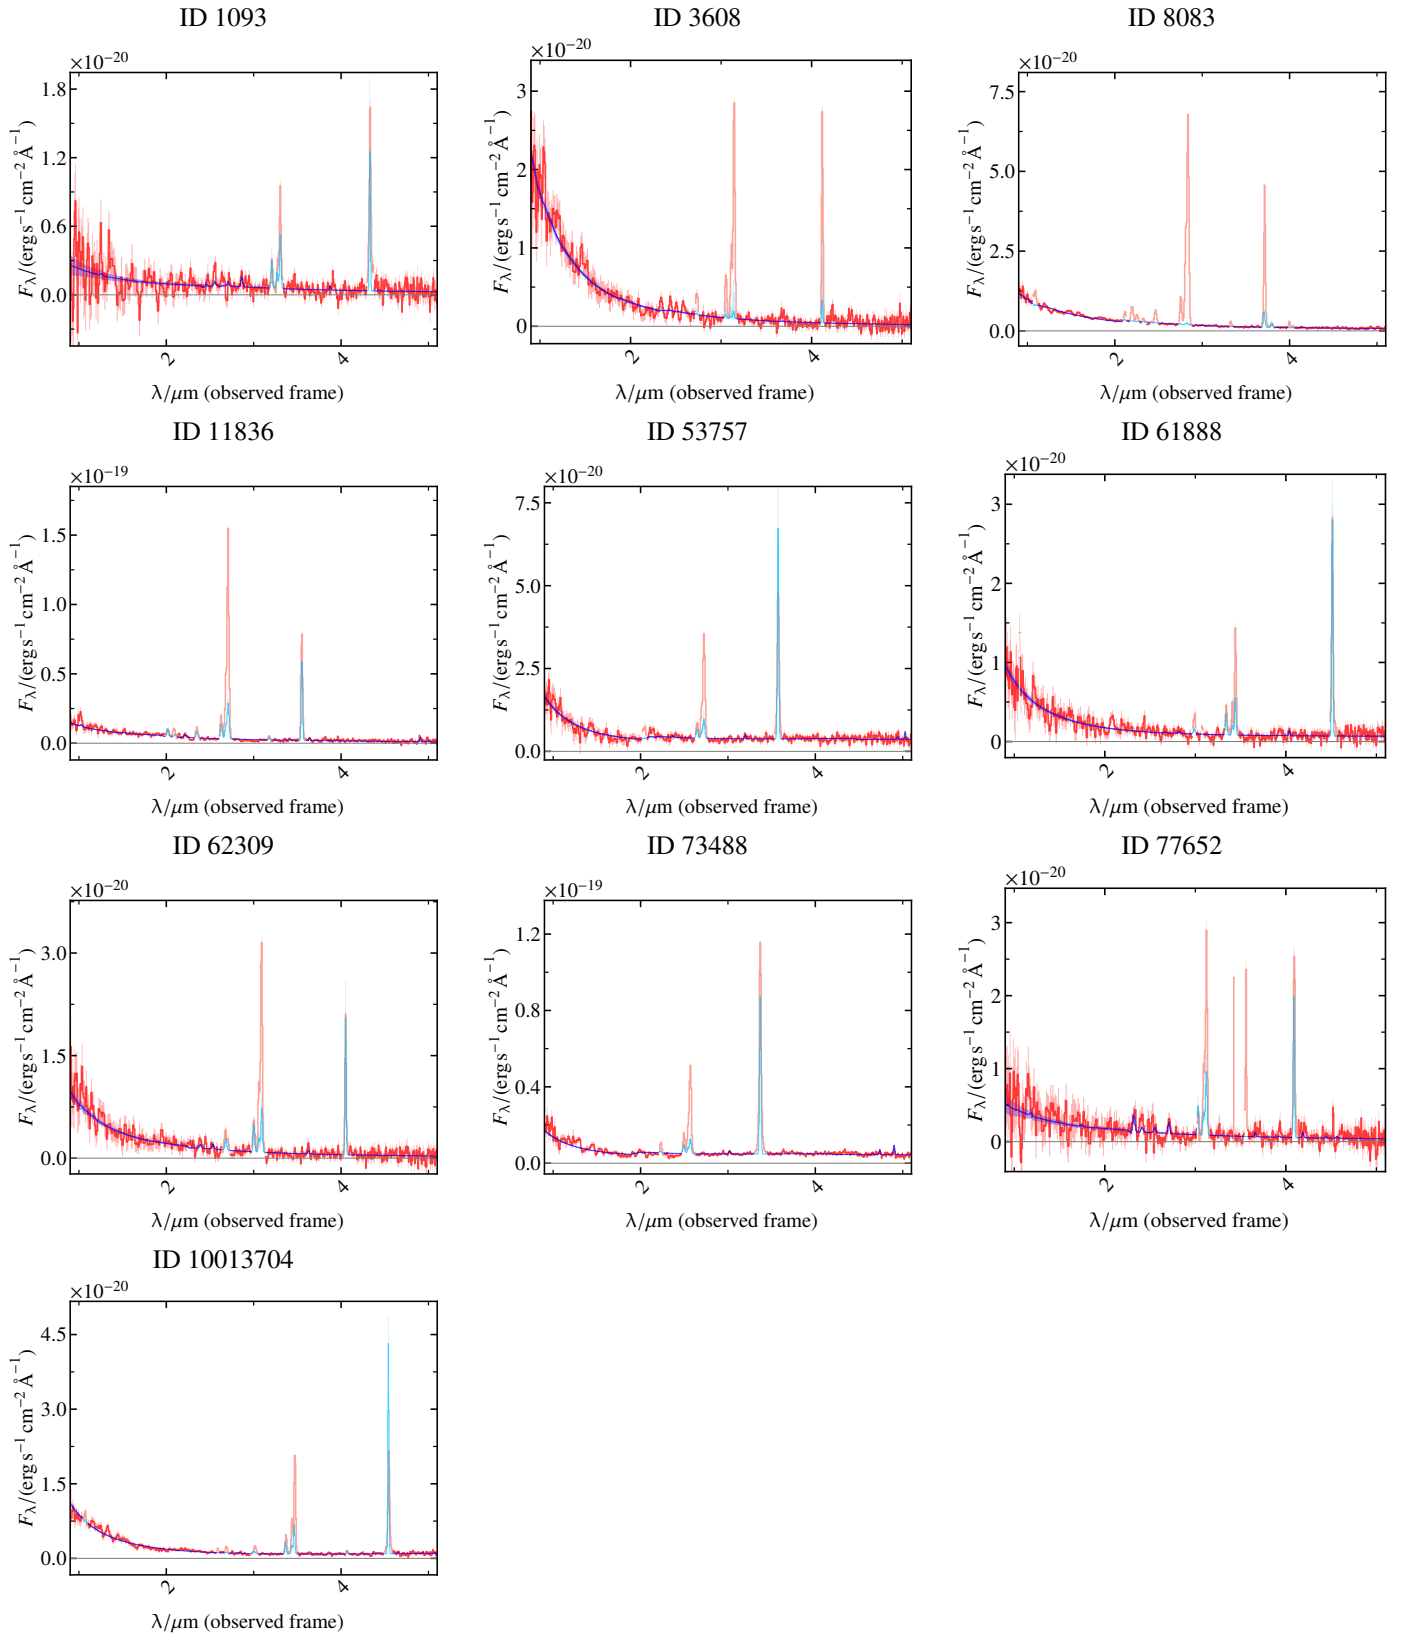 ID 1093
×10⁻²⁰
F_λ/(erg s⁻¹ cm⁻² Å⁻¹)
1.8
1.2
0.6
0.0
2
4
λ/μm (observed frame)
ID 3608
×10⁻²⁰
F_λ/(erg s⁻¹ cm⁻² Å⁻¹)
3
2
1
0
2
4
λ/μm (observed frame)
ID 8083
×10⁻²⁰
F_λ/(erg s⁻¹ cm⁻² Å⁻¹)
7.5
5.0
2.5
0.0
2
4
λ/μm (observed frame)
ID 11836
×10⁻¹⁹
F_λ/(erg s⁻¹ cm⁻² Å⁻¹)
1.5
1.0
0.5
0.0
2
4
λ/μm (observed frame)
ID 53757
×10⁻²⁰
F_λ/(erg s⁻¹ cm⁻² Å⁻¹)
7.5
5.0
2.5
0.0
2
4
λ/μm (observed frame)
ID 61888
×10⁻²⁰
F_λ/(erg s⁻¹ cm⁻² Å⁻¹)
3
2
1
0
2
4
λ/μm (observed frame)
ID 62309
×10⁻²⁰
F_λ/(erg s⁻¹ cm⁻² Å⁻¹)
3.0
1.5
0.0
2
4
λ/μm (observed frame)
ID 73488
×10⁻¹⁹
F_λ/(erg s⁻¹ cm⁻² Å⁻¹)
1.2
0.8
0.4
0.0
2
4
λ/μm (observed frame)
ID 77652
×10⁻²⁰
F_λ/(erg s⁻¹ cm⁻² Å⁻¹)
3
2
1
0
2
4
λ/μm (observed frame)
ID 10013704
×10⁻²⁰
F_λ/(erg s⁻¹ cm⁻² Å⁻¹)
4.5
3.0
1.5
0.0
2
4
λ/μm (observed frame)